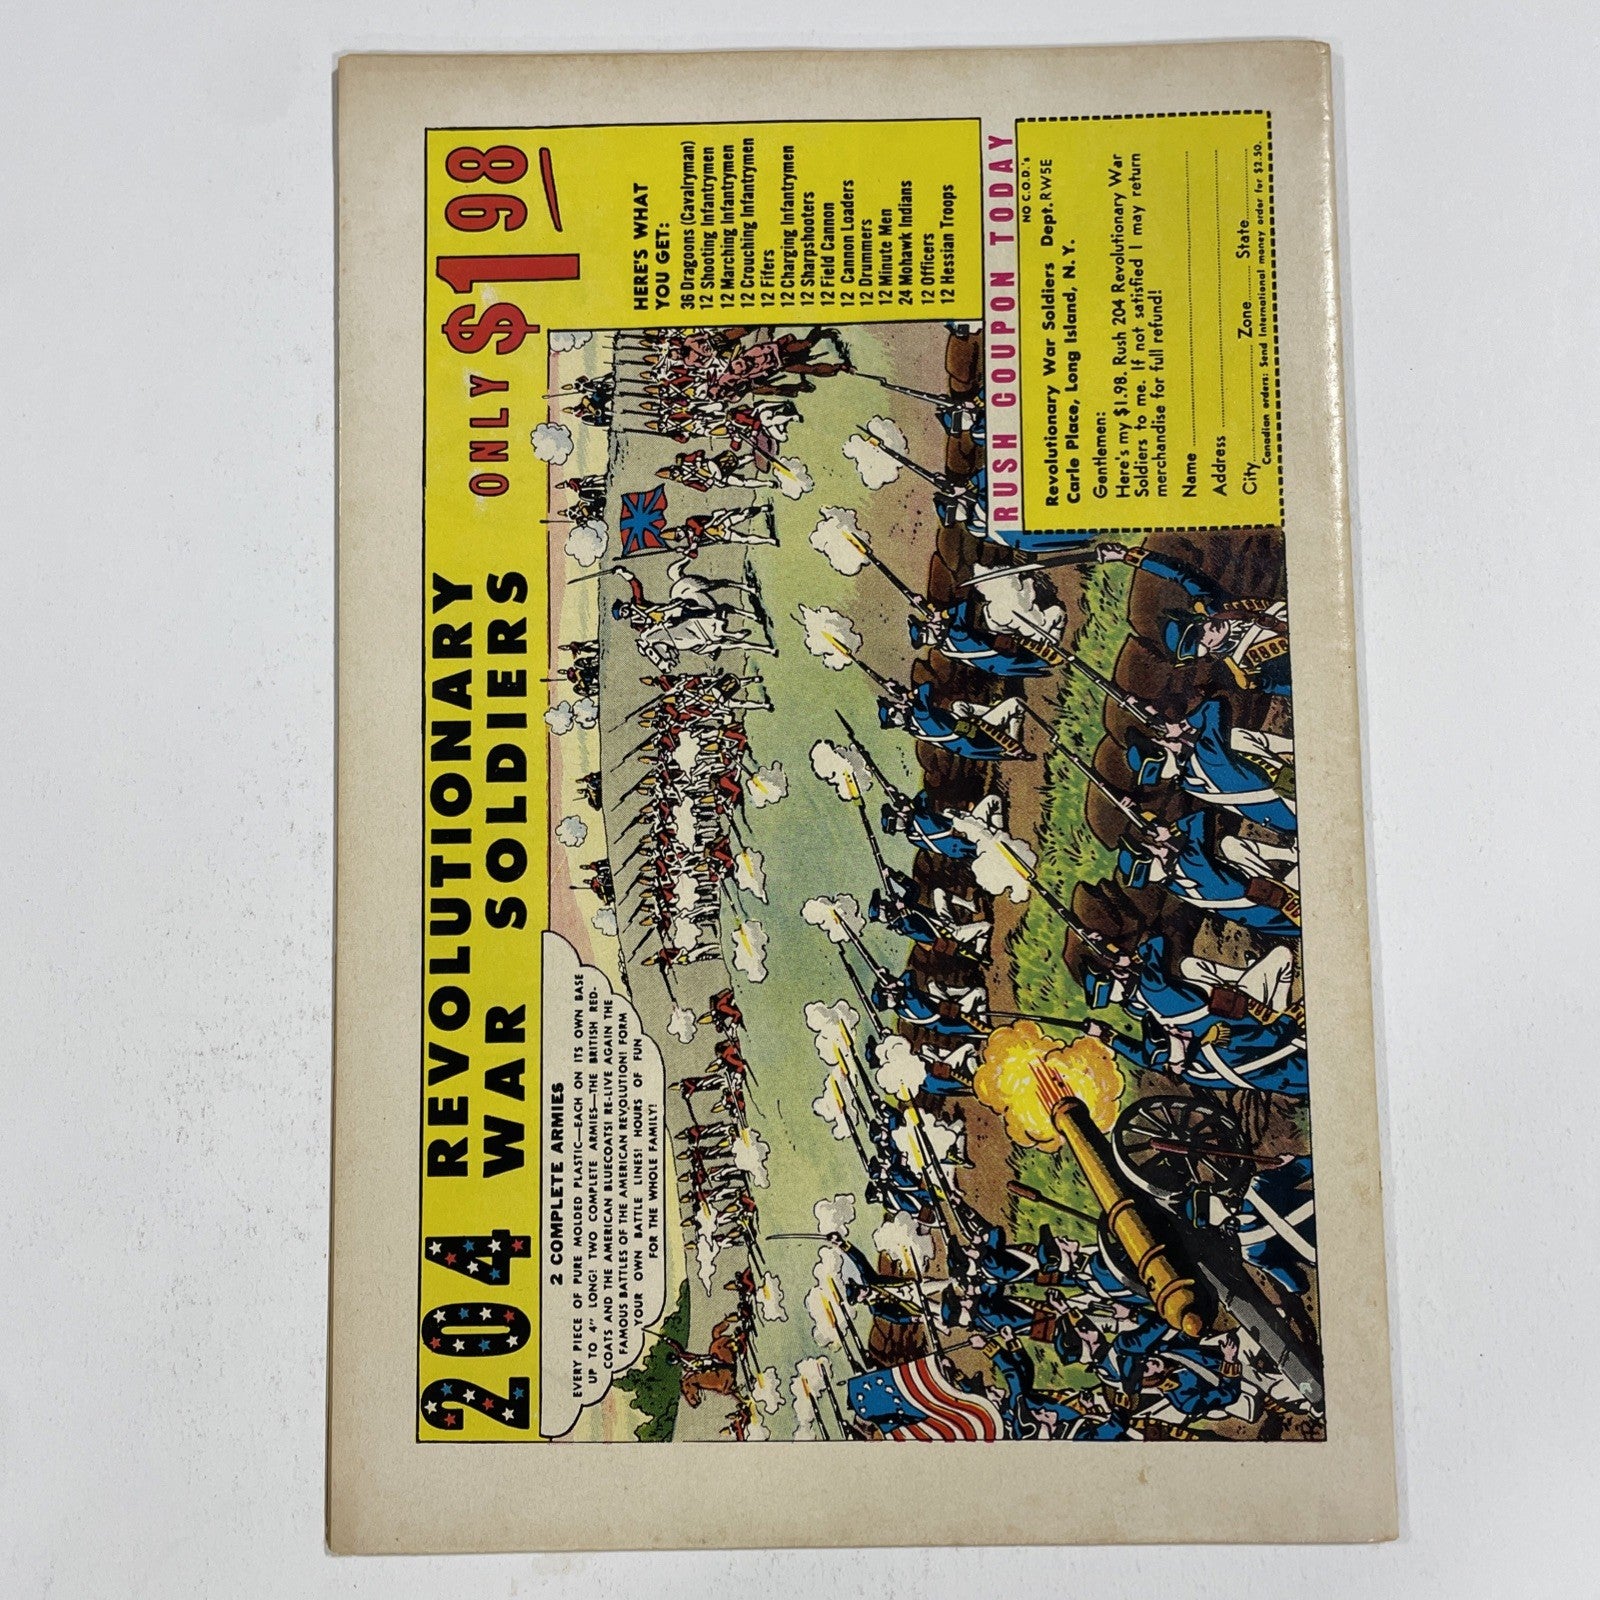 204 REVOLUTIONARY
WAR SOLDIERS
ONLY $1.98
2 COMPLETE ARMIES
EVERY PIECE OF PURE MOLDED PLASTIC—EACH ON ITS OWN BASE
UP TO 4" LONG! TWO COMPLETE ARMIES—THE BRITISH RED-
COATS AND THE AMERICAN BLUECOATS! RE-LIVE AGAIN THE
FAMOUS BATTLES OF THE AMERICAN REVOLUTION! FORM
YOUR OWN BATTLE LINES! HOURS OF FUN
FOR THE WHOLE FAMILY!
HERE'S WHAT
YOU GET:
36 Dragoons (Cavalryman)
12 Shooting Infantrymen
12 Marching Infantrymen
12 Crouching Infantrymen
12 Fifers
12 Charging Infantrymen
12 Sharpshooters
12 Field Cannon
12 Cannon Loaders
12 Drummers
12 Minute Men
24 Mohawk Indians
12 Officers
12 Hessian Troops
RUSH COUPON TODAY
NO C.O.D.'s
Revolutionary War Soldiers Dept. RW5E
Carle Place, Long Island, N. Y.
Gentlemen:
Here's my $1.98. Rush 204 Revolutionary War
Soldiers to me. If not satisfied I may return
merchandise for full refund!
Name
Address
City Zone State
Canadian orders: Send International money order for $2.50.